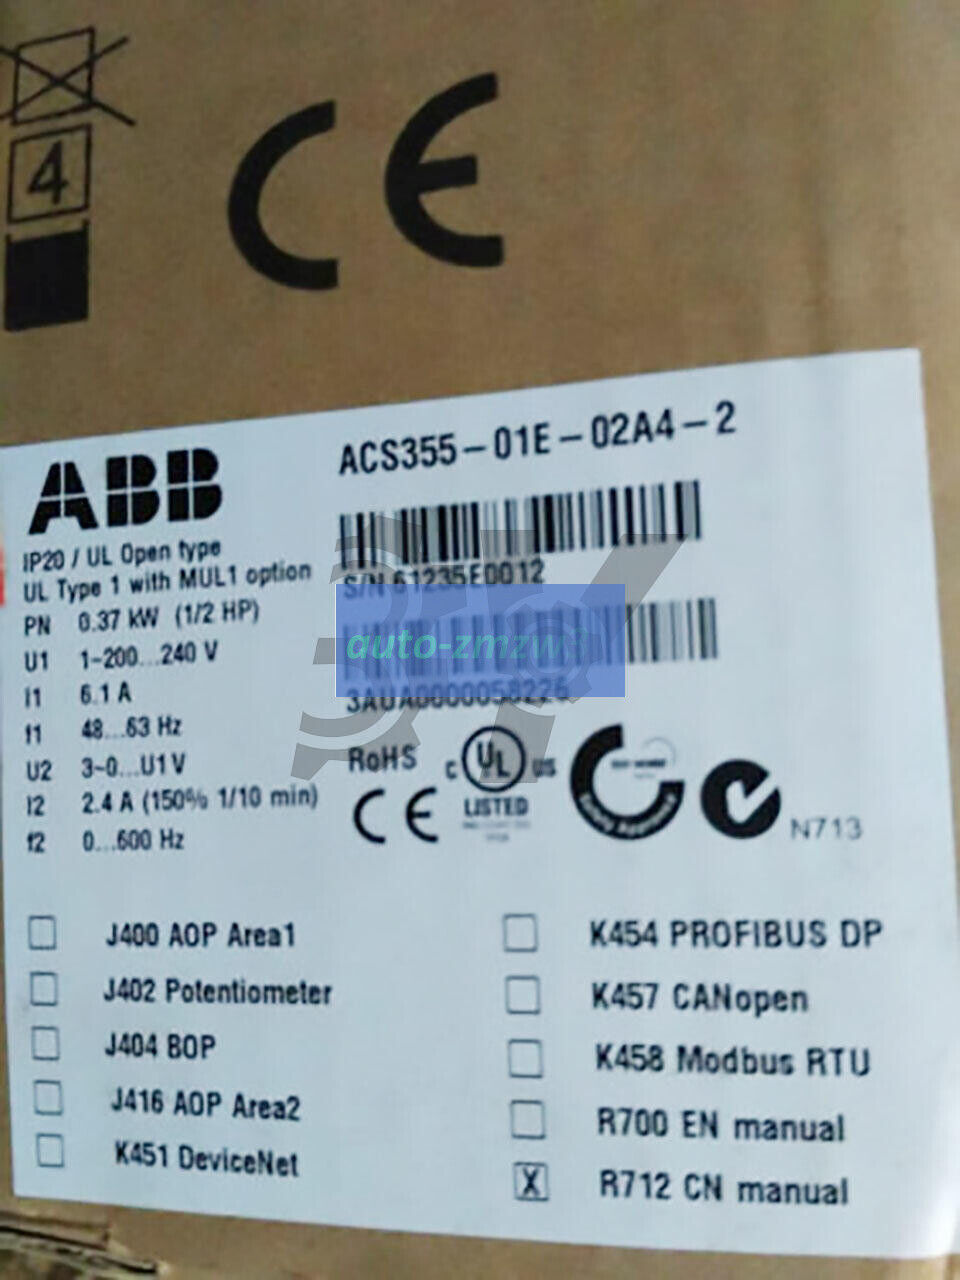 4
CE
ABB
ACS355-01E-02A4-2
IP20 / UL Open type
UL Type 1 with MUL1 option
S/N 61235E0012
PN 0.37 kW (1/2 HP)
U1 1~200...240 V
auto-zmzw
I1 6.1 A
3AUA0000058226
f1 48...63 Hz
U2 3~0...U1 V
RoHS
C UL US
LISTED
I2 2.4 A (150% 1/10 min)
CE
N713
f2 0...600 Hz
J400 AOP Area1
J402 Potentiometer
J404 BOP
J416 AOP Area2
K451 DeviceNet
K454 PROFIBUS DP
K457 CANopen
K458 Modbus RTU
R700 EN manual
X R712 CN manual